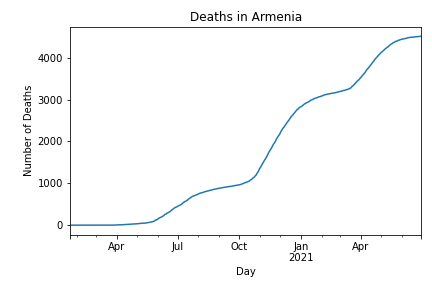 Deaths in Armenia
Number of Deaths
4000
3000
2000
1000
0
Apr
Jul
Oct
Jan
2021
Apr
Day